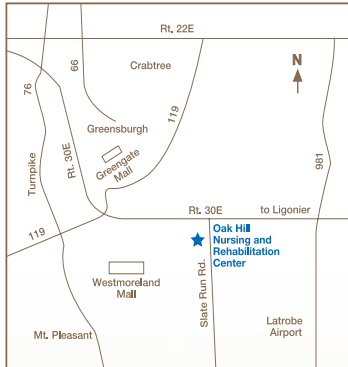 Rt. 22E
Crabtree
N
66
76
119
Greensburgh
Greengate
Mall
Rt. 30E
Turnpike
981
Rt. 30E
to Ligonier
Oak Hill
Nursing and
Rehabilitation
Center
119
Westmoreland
Mall
Slate Run Rd.
Latrobe
Airport
Mt. Pleasant